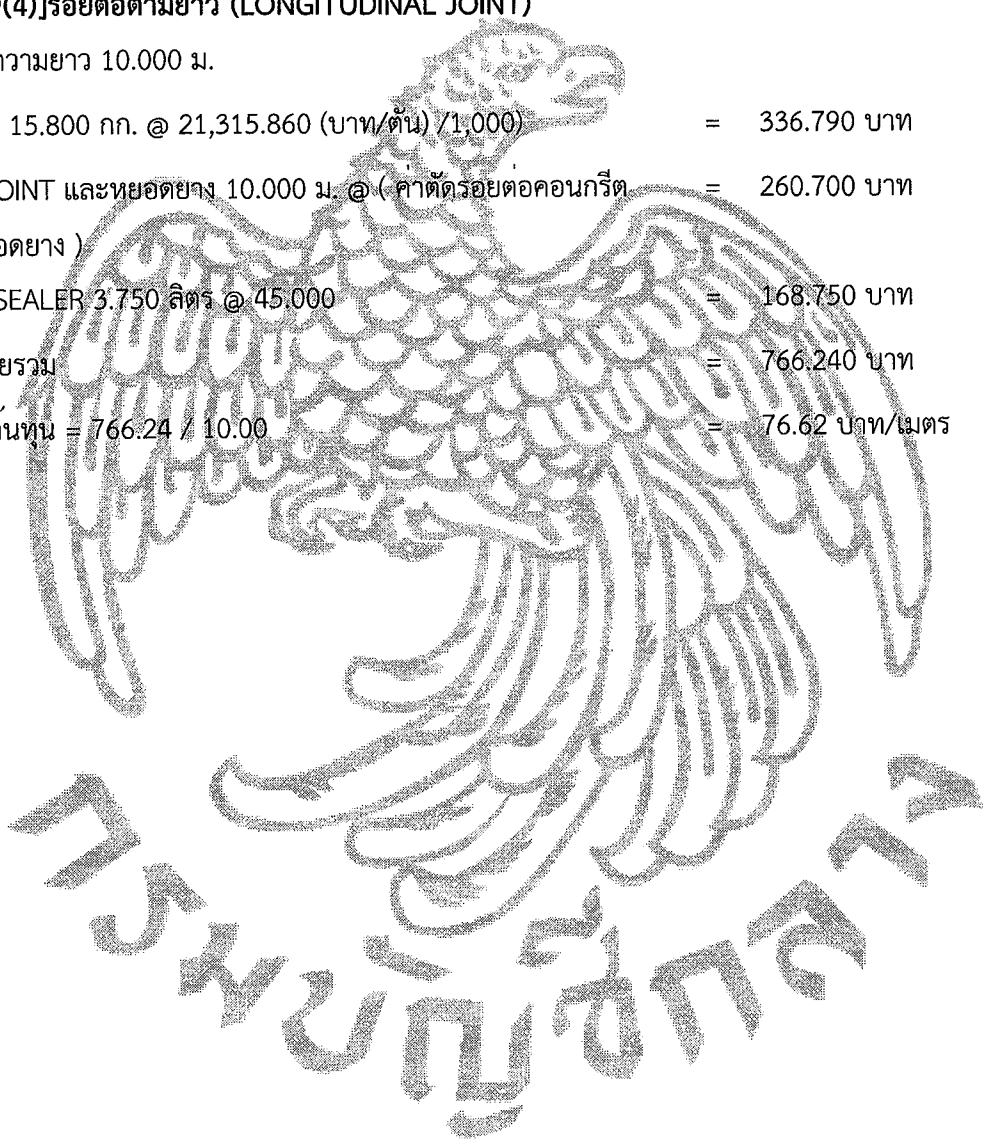 (4)]รอยต่อตามยาว (LONGITUDINAL JOINT)
ความยาว 10.000 ม.
15.800 กก. @ 21,315.860 (บาท/ตัน) /1,000) = 336.790 บาท
JOINT และหยอดยาง 10.000 ม. @ ( ค่าตัดรอยต่อคอนกรีต = 260.700 บาท
อดยาง )
SEALER 3.750 ลิตร @ 45.000 = 168.750 บาท
ยรวม = 766.240 บาท
้นทุน = 766.24 / 10.00 = 76.62 บาท/เมตร
กรมบัญชีกลาง